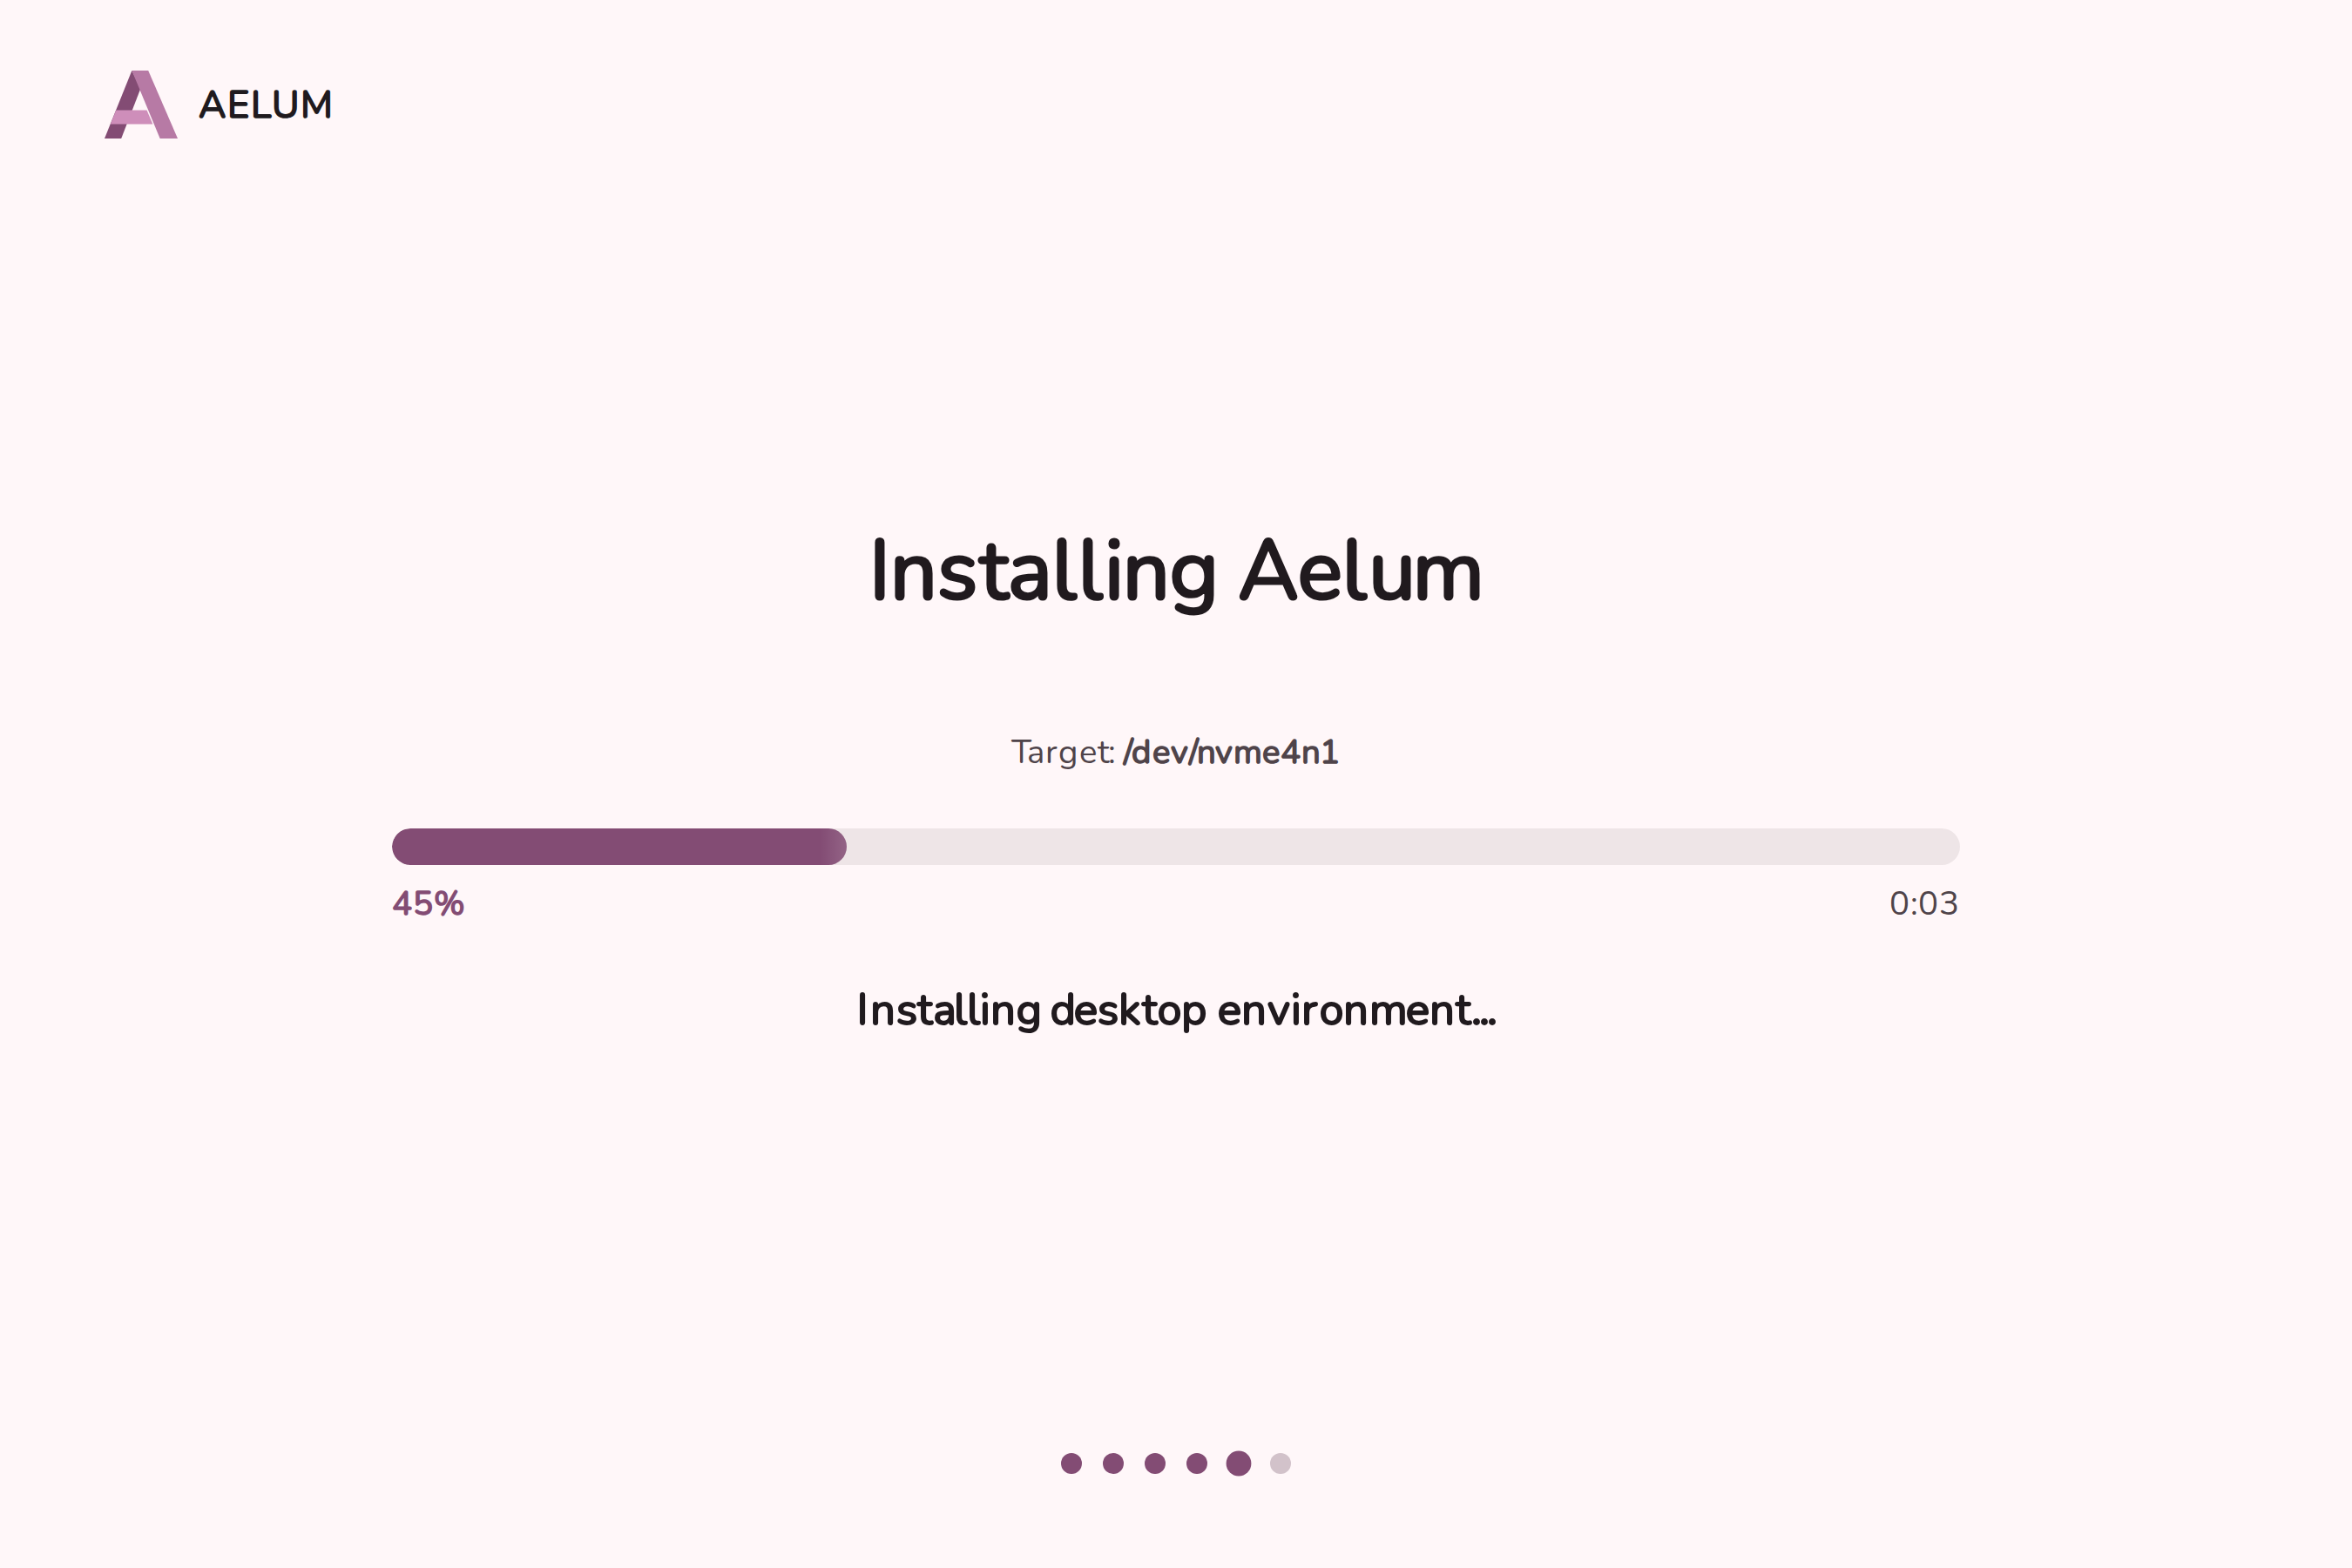 AELUM
Installing Aelum
Target: /dev/nvme4n1
45%
0:03
Installing desktop environment...